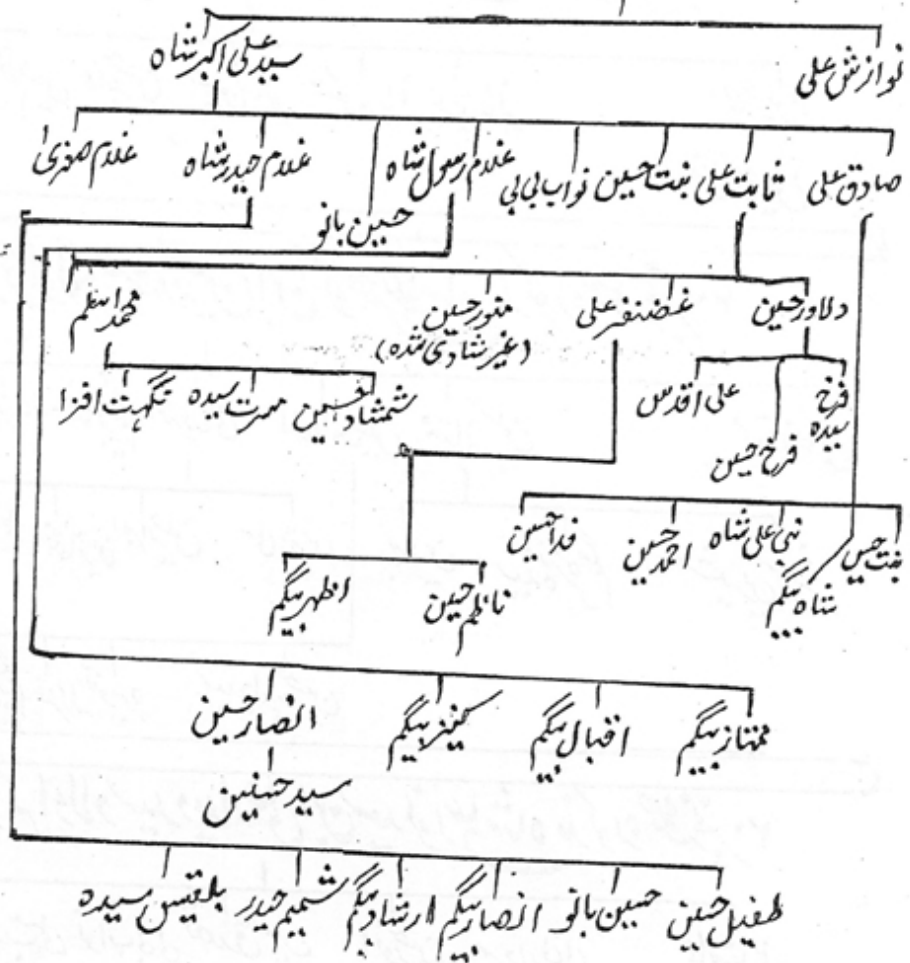 نوازش علی سید علی اکبر شاہ
صادق علی ثابت علی بنت حسین نواب بی بی غلام رسول شاہ حسین بانو غلام حیدر شاہ غلام صغریٰ
دلاور حسین غضنفر علی منور حسین محمد اسلم
(غیر شادی شدہ)
فرخ سیدہ فرخ حسین علی اقدس شمشاد حسین مسرت سیدہ نگہت افزا
بنت حسین نبی علی شاہ احمد حسین فدا حسین
شاہ بیگم
ناظم حسین اظہر بیگم
ممتاز بیگم اقبال بیگم کنیز بیگم انصار حسین
سید حسنین
طفیل حسین حسین بانو انصار بیگم ارشاد بیگم شمیم حیدر بلقیس سیدہ